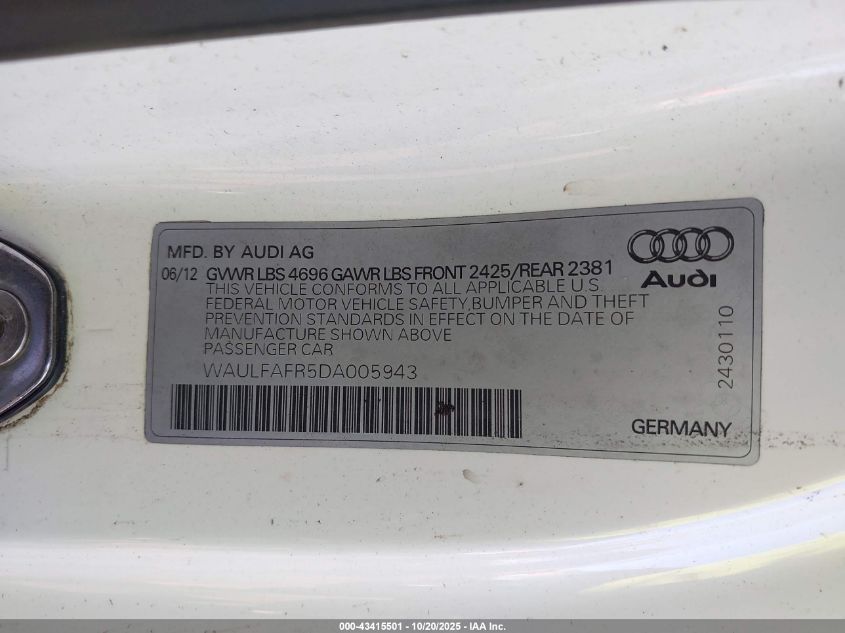 MFD. BY AUDI AG
06/12 GVWR LBS 4696 GAWR LBS FRONT 2425/REAR 2381
THIS VEHICLE CONFORMS TO ALL APPLICABLE U.S.
FEDERAL MOTOR VEHICLE SAFETY, BUMPER AND THEFT
PREVENTION STANDARDS IN EFFECT ON THE DATE OF
MANUFACTURE SHOWN ABOVE
PASSENGER CAR
WAULFAFR5DA005943
Audi
2430110
GERMANY
000-43415501 - 10/20/2025 - IAA Inc.